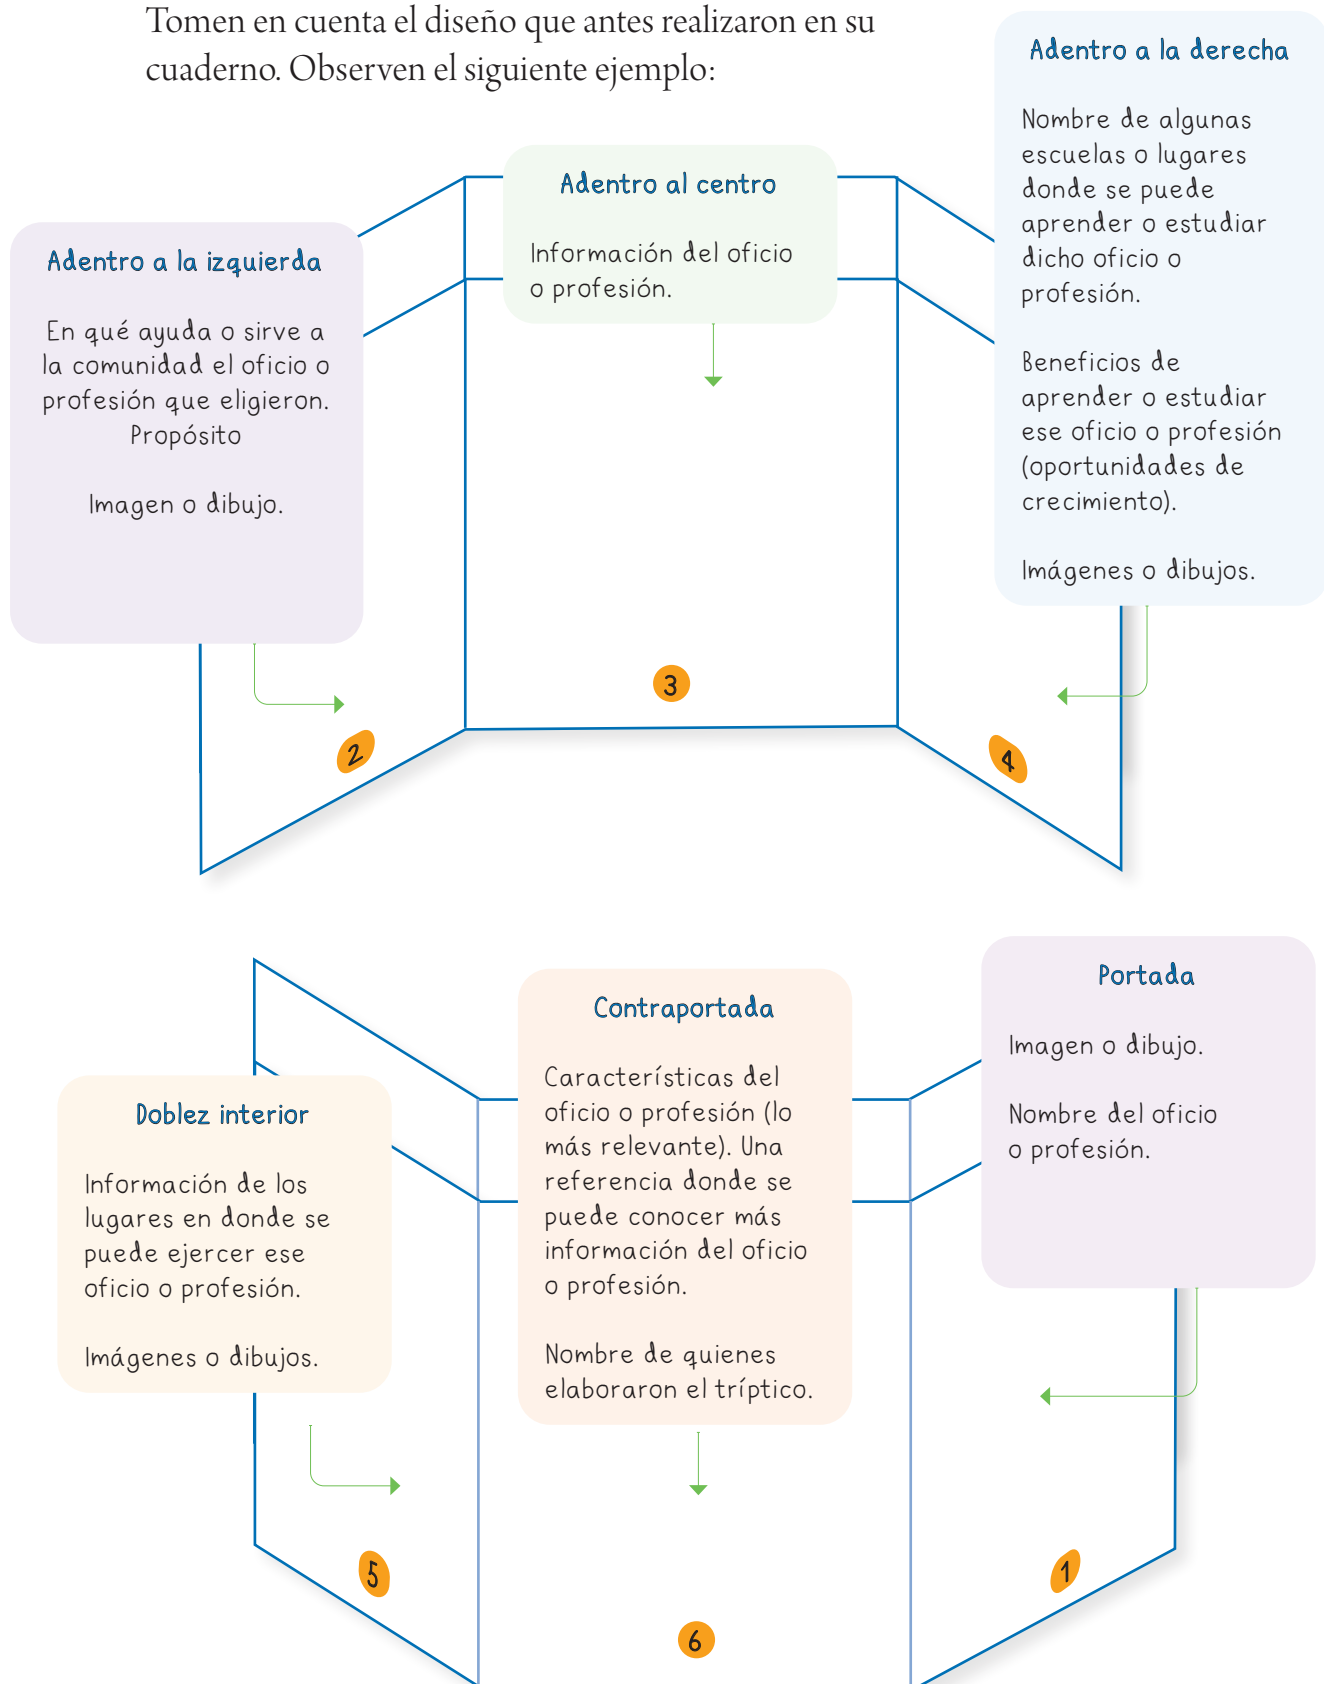 Tomen en cuenta el diseño que antes realizaron en su
cuaderno. Observen el siguiente ejemplo:
Adentro a la izquierda
En qué ayuda o sirve a
la comunidad el oficio o
profesión que eligieron.
Propósito
Imagen o dibujo.
2
Adentro al centro
Información del oficio
o profesión.
3
Adentro a la derecha
Nombre de algunas
escuelas o lugares
donde se puede
aprender o estudiar
dicho oficio o
profesión.
Beneficios de
aprender o estudiar
ese oficio o profesión
(oportunidades de
crecimiento).
Imágenes o dibujos.
4
Doblez interior
Información de los
lugares en donde se
puede ejercer ese
oficio o profesión.
Imágenes o dibujos.
5
Contraportada
Características del
oficio o profesión (lo
más relevante). Una
referencia donde se
puede conocer más
información del oficio
o profesión.
Nombre de quienes
elaboraron el tríptico.
6
Portada
Imagen o dibujo.
Nombre del oficio
o profesión.
1